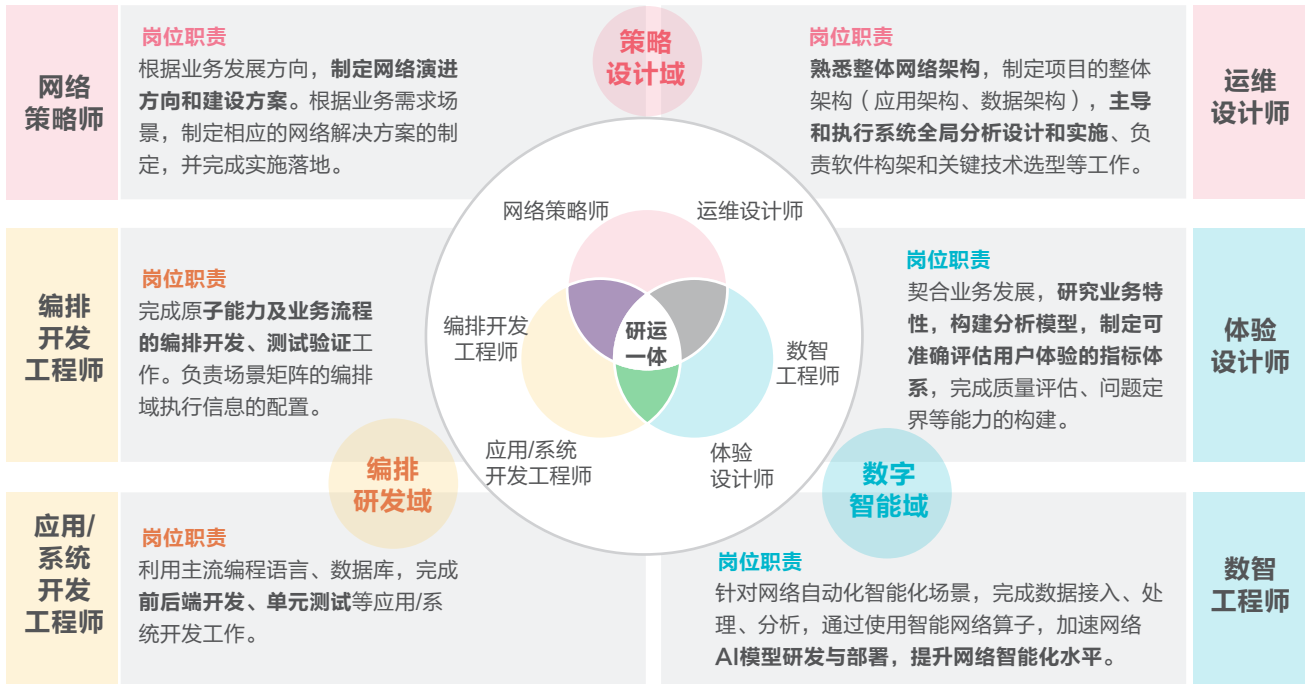 网络
策略师
岗位职责
根据业务发展方向，制定网络演进
方向和建设方案。根据业务需求场
景，制定相应的网络解决方案的制
定，并完成实施落地。
策略
设计域
岗位职责
熟悉整体网络架构，制定项目的整体
架构（应用架构、数据架构），主导
和执行系统全局分析设计和实施、负
责软件构架和关键技术选型等工作。
运维
设计师
编排
开发
工程师
岗位职责
完成原子能力及业务流程
的编排开发、测试验证工
作。负责场景矩阵的编排
域执行信息的配置。
网络策略师
运维设计师
编排开发
工程师
研运
一体
数智
工程师
应用/系统
开发工程师
体验
设计师
岗位职责
契合业务发展，研究业务特
性，构建分析模型，制定可
准确评估用户体验的指标体
系，完成质量评估、问题定
界等能力的构建。
体验
设计师
编排
研发域
数字
智能域
应用/
系统
开发
工程师
岗位职责
利用主流编程语言、数据库，完成
前后端开发、单元测试等应用/系
统开发工作。
岗位职责
针对网络自动化智能化场景，完成数据接入、处
理、分析，通过使用智能网络算子，加速网络
AI模型研发与部署，提升网络智能化水平。
数智
工程师